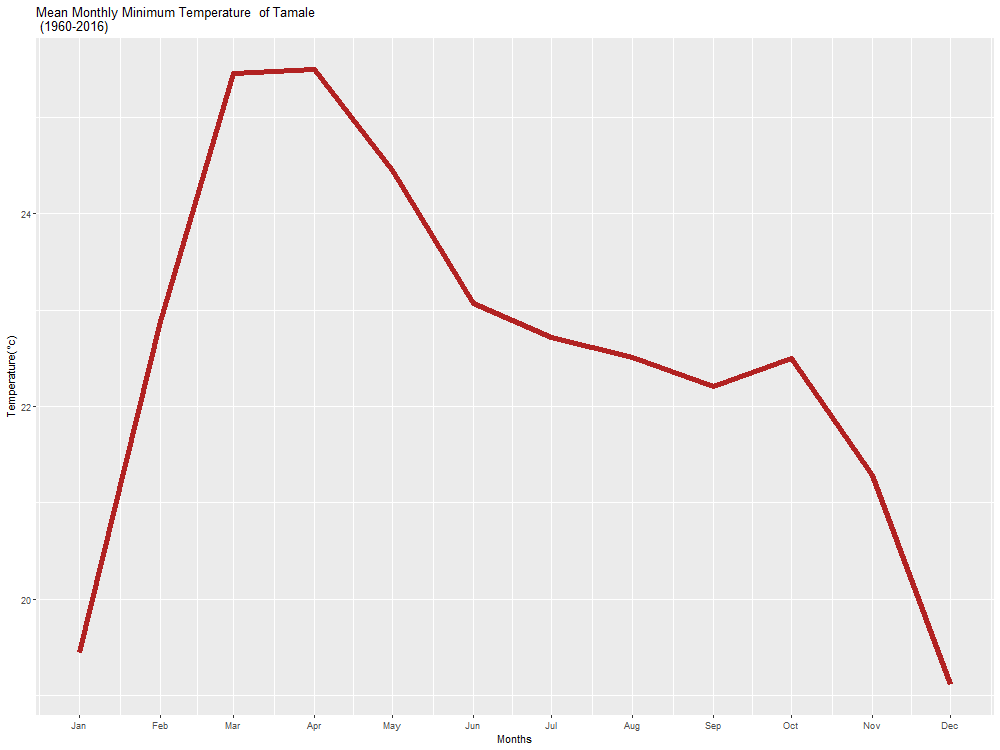 Mean Monthly Minimum Temperature  of Tamale
(1960-2016)
24
22
20
Temperature(°c)
Jan Feb Mar Apr May Jun Jul Aug Sep Oct Nov Dec
Months